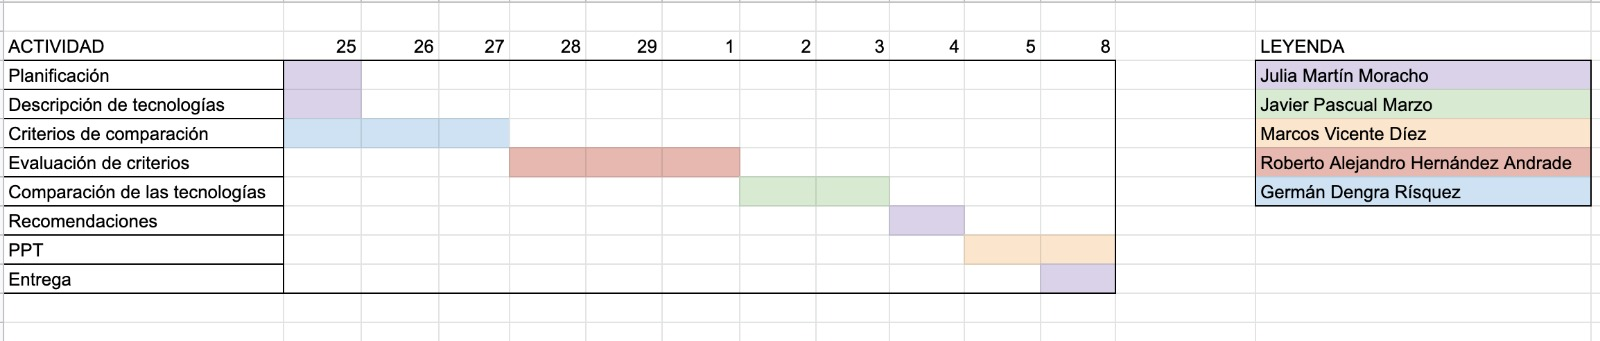 ACTIVIDAD 25 26 27 28 29 1 2 3 4 5 8
Planificación
Descripción de tecnologías
Criterios de comparación
Evaluación de criterios
Comparación de las tecnologías
Recomendaciones
PPT
Entrega
LEYENDA
Julia Martín Moracho
Javier Pascual Marzo
Marcos Vicente Díez
Roberto Alejandro Hernández Andrade
Germán Dengra Rísquez